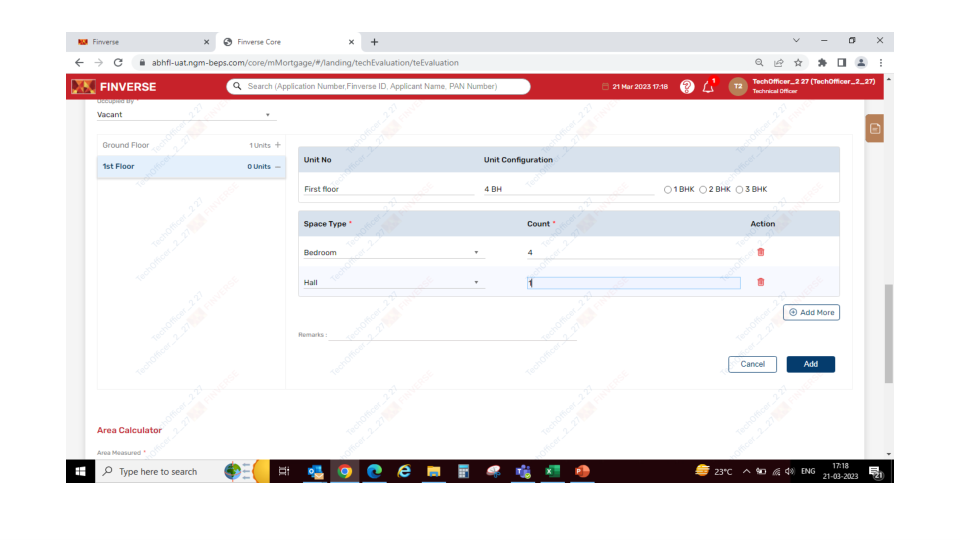 Finverse
Finverse Core
abhfl-uat.ngm-beps.com/core/mMortgage/#/landing/techEvaluation/teEvaluation
FINVERSE
Search (Application Number,Finverse ID, Applicant Name, PAN Number)
21 Mar 2023 17:18
1
T2
TechOfficer_2 27 (TechOfficer_2_27)
Technical Officer
Occupied By *
Vacant
Ground Floor 1 Units +
1st Floor 0 Units −
Unit No Unit Configuration
First floor 4 BH 1 BHK 2 BHK 3 BHK
Space Type * Count * Action
Bedroom 4
Hall 1
Add More
Remarks :
Cancel Add
Area Calculator
Area Measured *
Type here to search
23°C ENG 17:18
21-03-2023
21